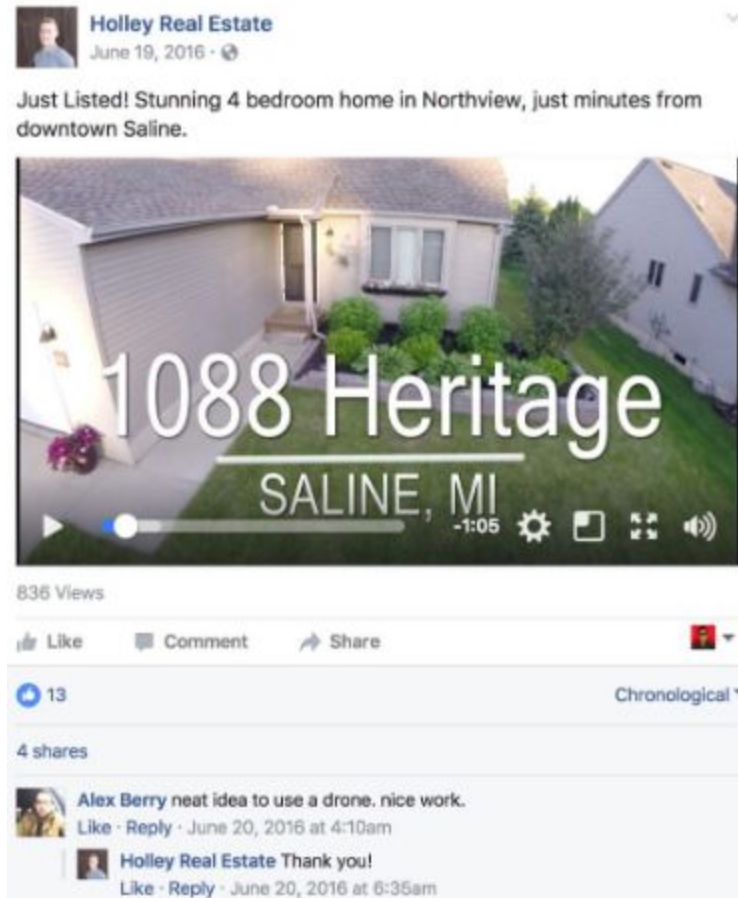 Holley Real Estate
June 19, 2016 ·
Just Listed! Stunning 4 bedroom home in Northview, just minutes from
downtown Saline.
1088 Heritage
SALINE, MI
-1:05
836 Views
Like Comment Share
13 Chronological
4 shares
Alex Berry neat idea to use a drone. nice work.
Like · Reply · June 20, 2016 at 4:10am
Holley Real Estate Thank you!
Like · Reply · June 20, 2016 at 6:35am